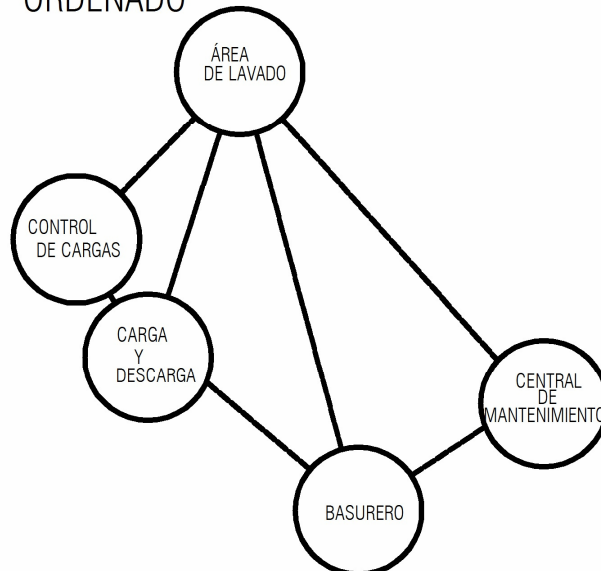 ORDENADO
ÁREA
DE LAVADO
CONTROL
DE CARGAS
CARGA
Y
DESCARGA
CENTRAL
DE
MANTENIMIENTO
BASURERO